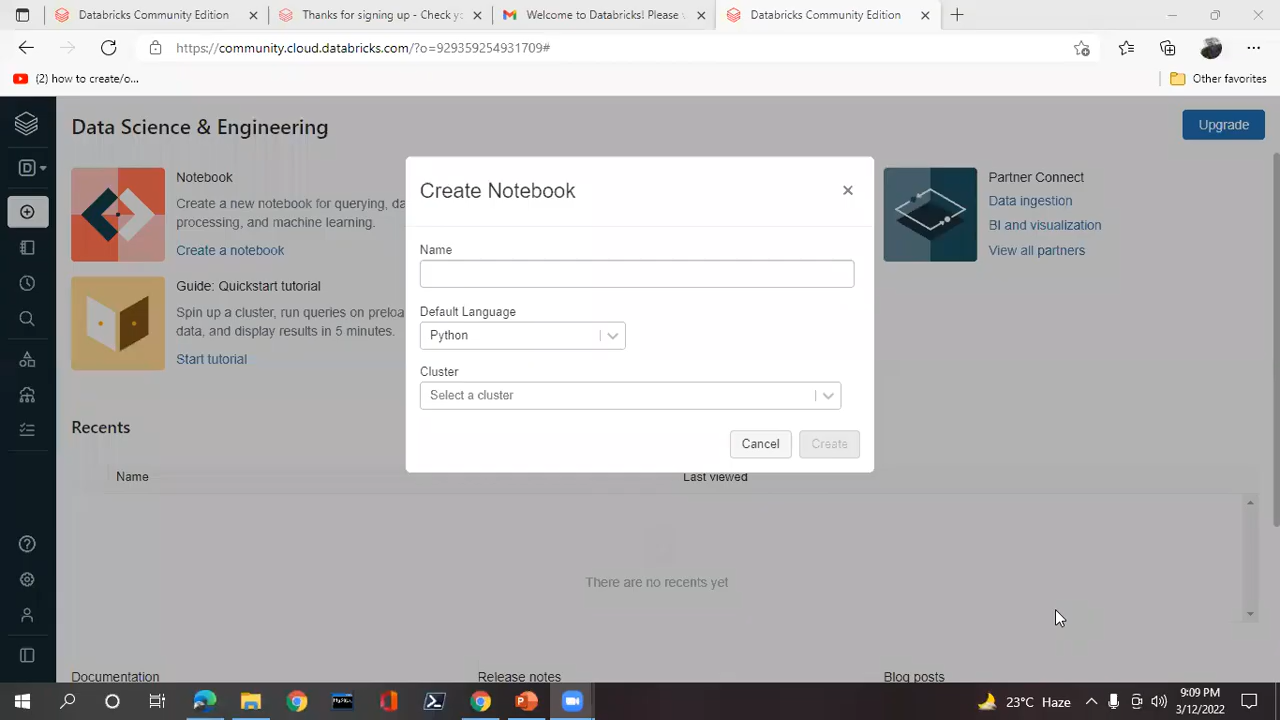 Databricks Community Edition
Thanks for signing up - Check yo
Welcome to Databricks! Please
Databricks Community Edition
https://community.cloud.databricks.com/?o=929359254931709#
(2) how to create/o...
Other favorites
Data Science & Engineering
Upgrade
D
Notebook
Create a new notebook for querying, da
processing, and machine learning.
Create a notebook
Guide: Quickstart tutorial
Spin up a cluster, run queries on preloa
data, and display results in 5 minutes.
Start tutorial
Create Notebook
Name
Default Language
Python
Cluster
Select a cluster
Cancel
Create
Partner Connect
Data ingestion
BI and visualization
View all partners
Recents
Name
Last viewed
There are no recents yet
Documentation
Release notes
Blog posts
23°C Haze
9:09 PM
3/12/2022